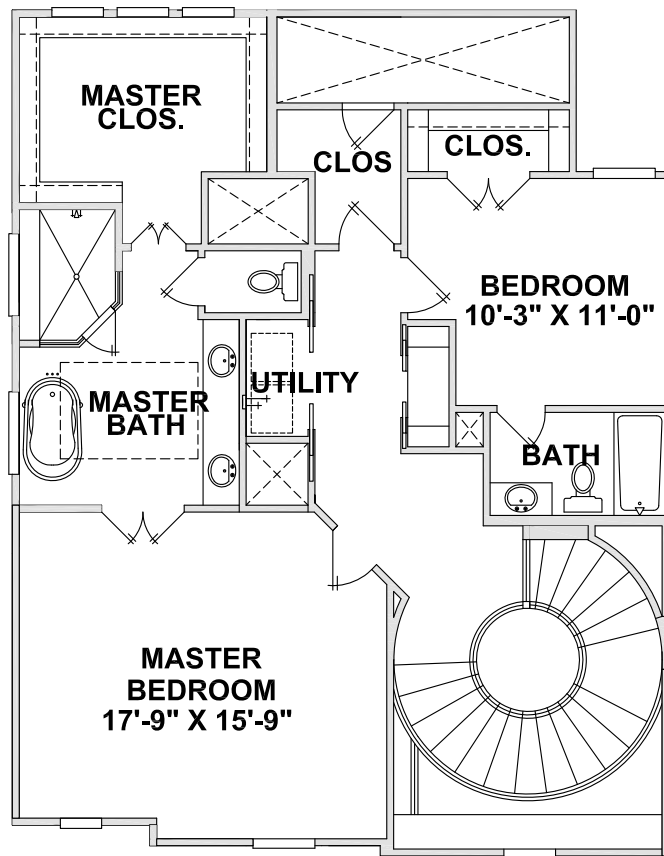 MASTER
CLOS.
CLOS
CLOS.
BEDROOM
10'-3" X 11'-0"
UTILITY
MASTER
BATH
BATH
MASTER
BEDROOM
17'-9" X 15'-9"